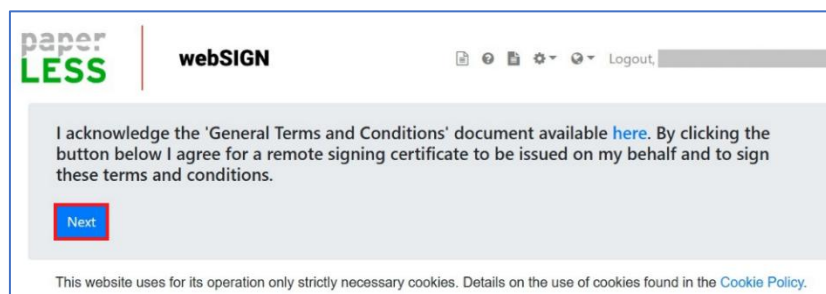 paper
LESS
webSIGN
Logout,
I acknowledge the 'General Terms and Conditions' document available here. By clicking the
button below I agree for a remote signing certificate to be issued on my behalf and to sign
these terms and conditions.
Next
This website uses for its operation only strictly necessary cookies. Details on the use of cookies found in the Cookie Policy.